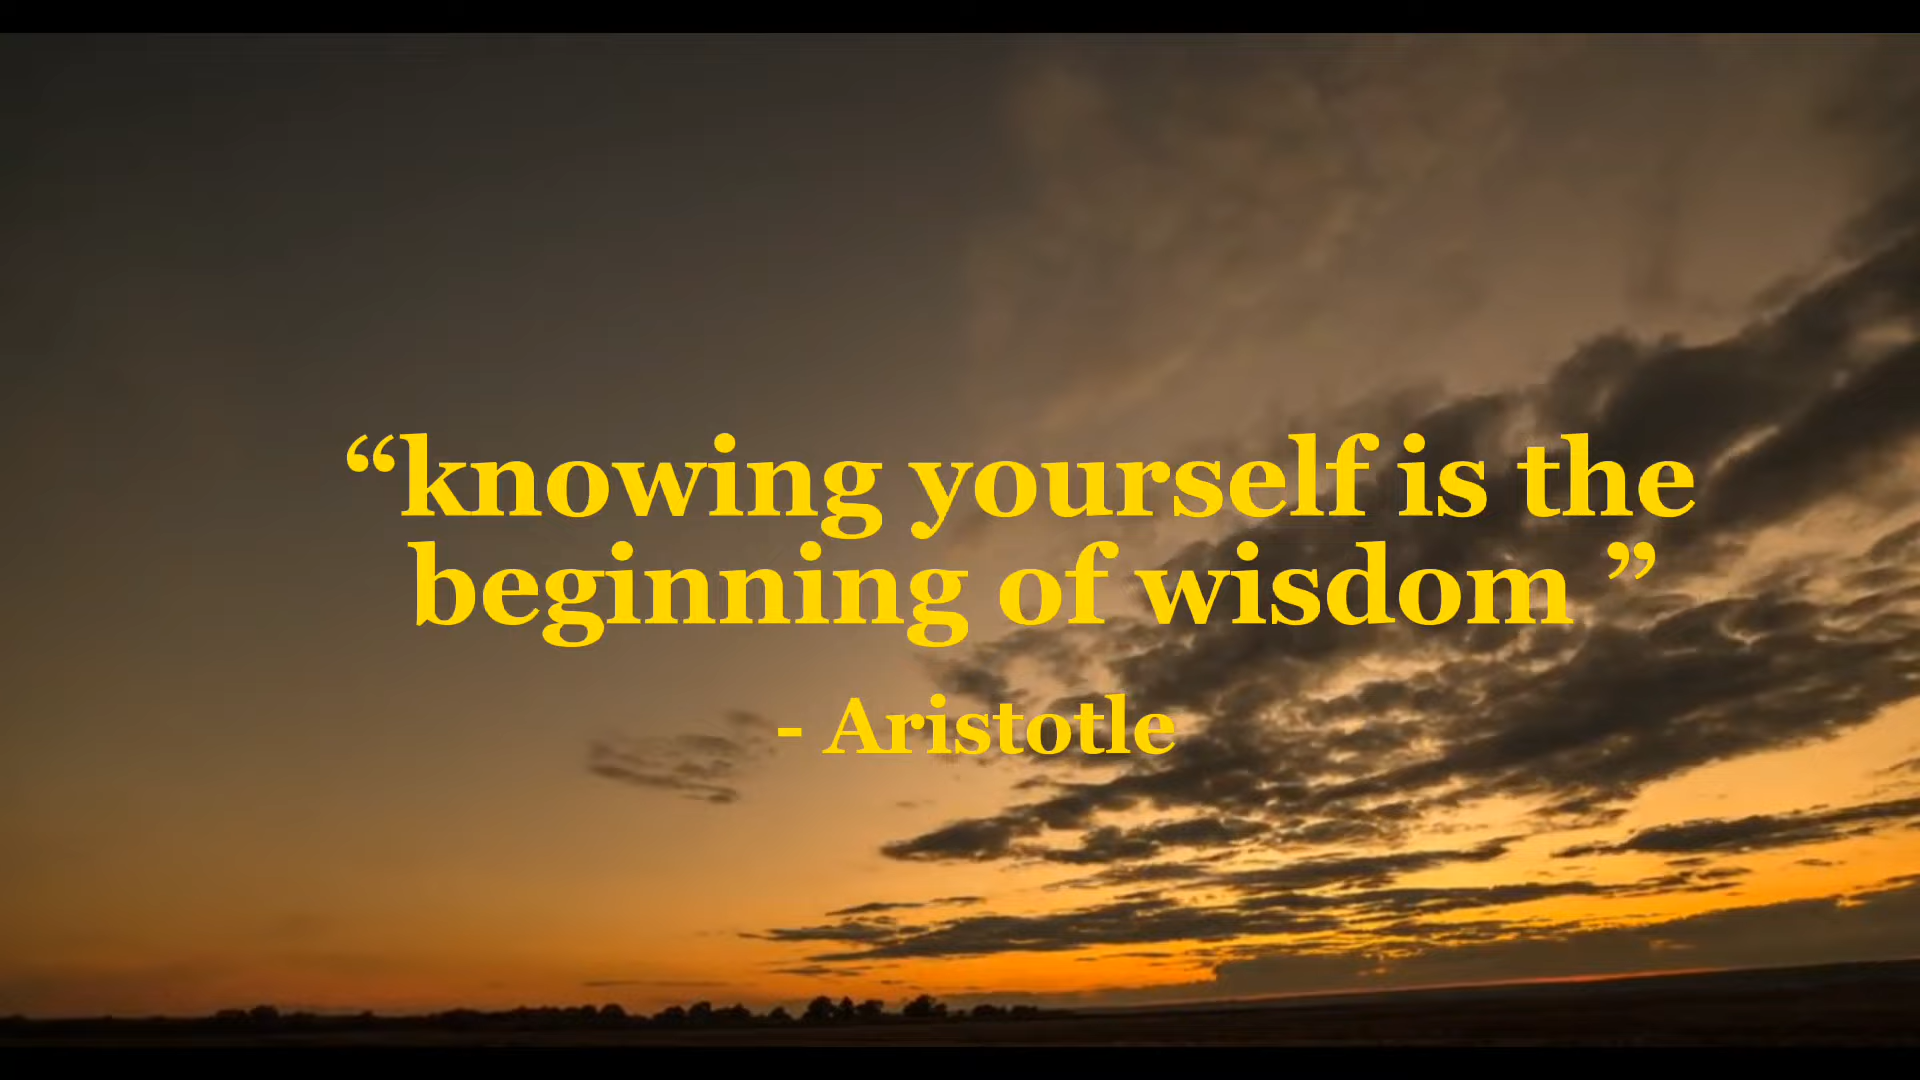 “knowing yourself is the
beginning of wisdom ”
- Aristotle